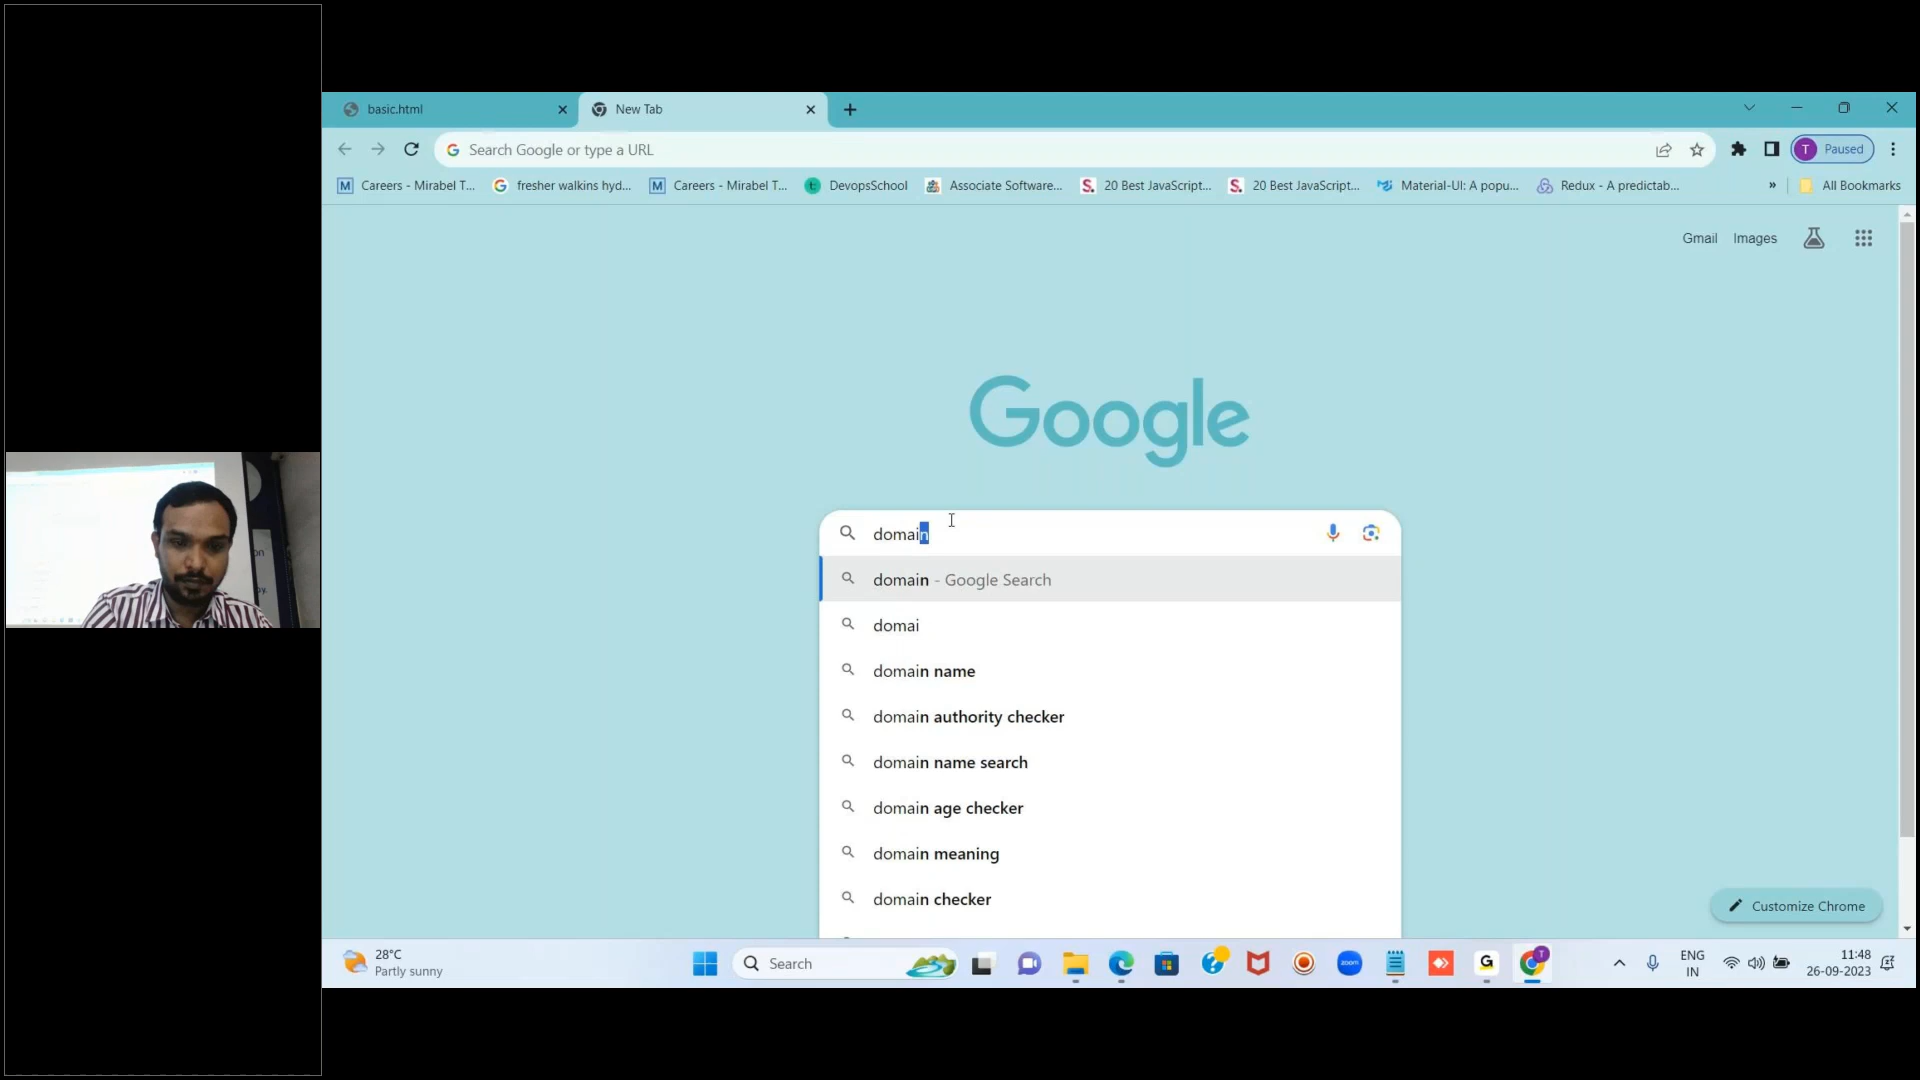 basic.html
New Tab
Search Google or type a URL
T Paused
Careers - Mirabel T...
fresher walkins hyd...
Careers - Mirabel T...
DevopsSchool
Associate Software...
20 Best JavaScript...
20 Best JavaScript...
Material-UI: A popu...
Redux - A predictab...
All Bookmarks
Gmail Images
Google
domain
domain - Google Search
domai
domain name
domain authority checker
domain name search
domain age checker
domain meaning
domain checker
Customize Chrome
28°C
Partly sunny
Search
zoom
ENG
IN
11:48
26-09-2023